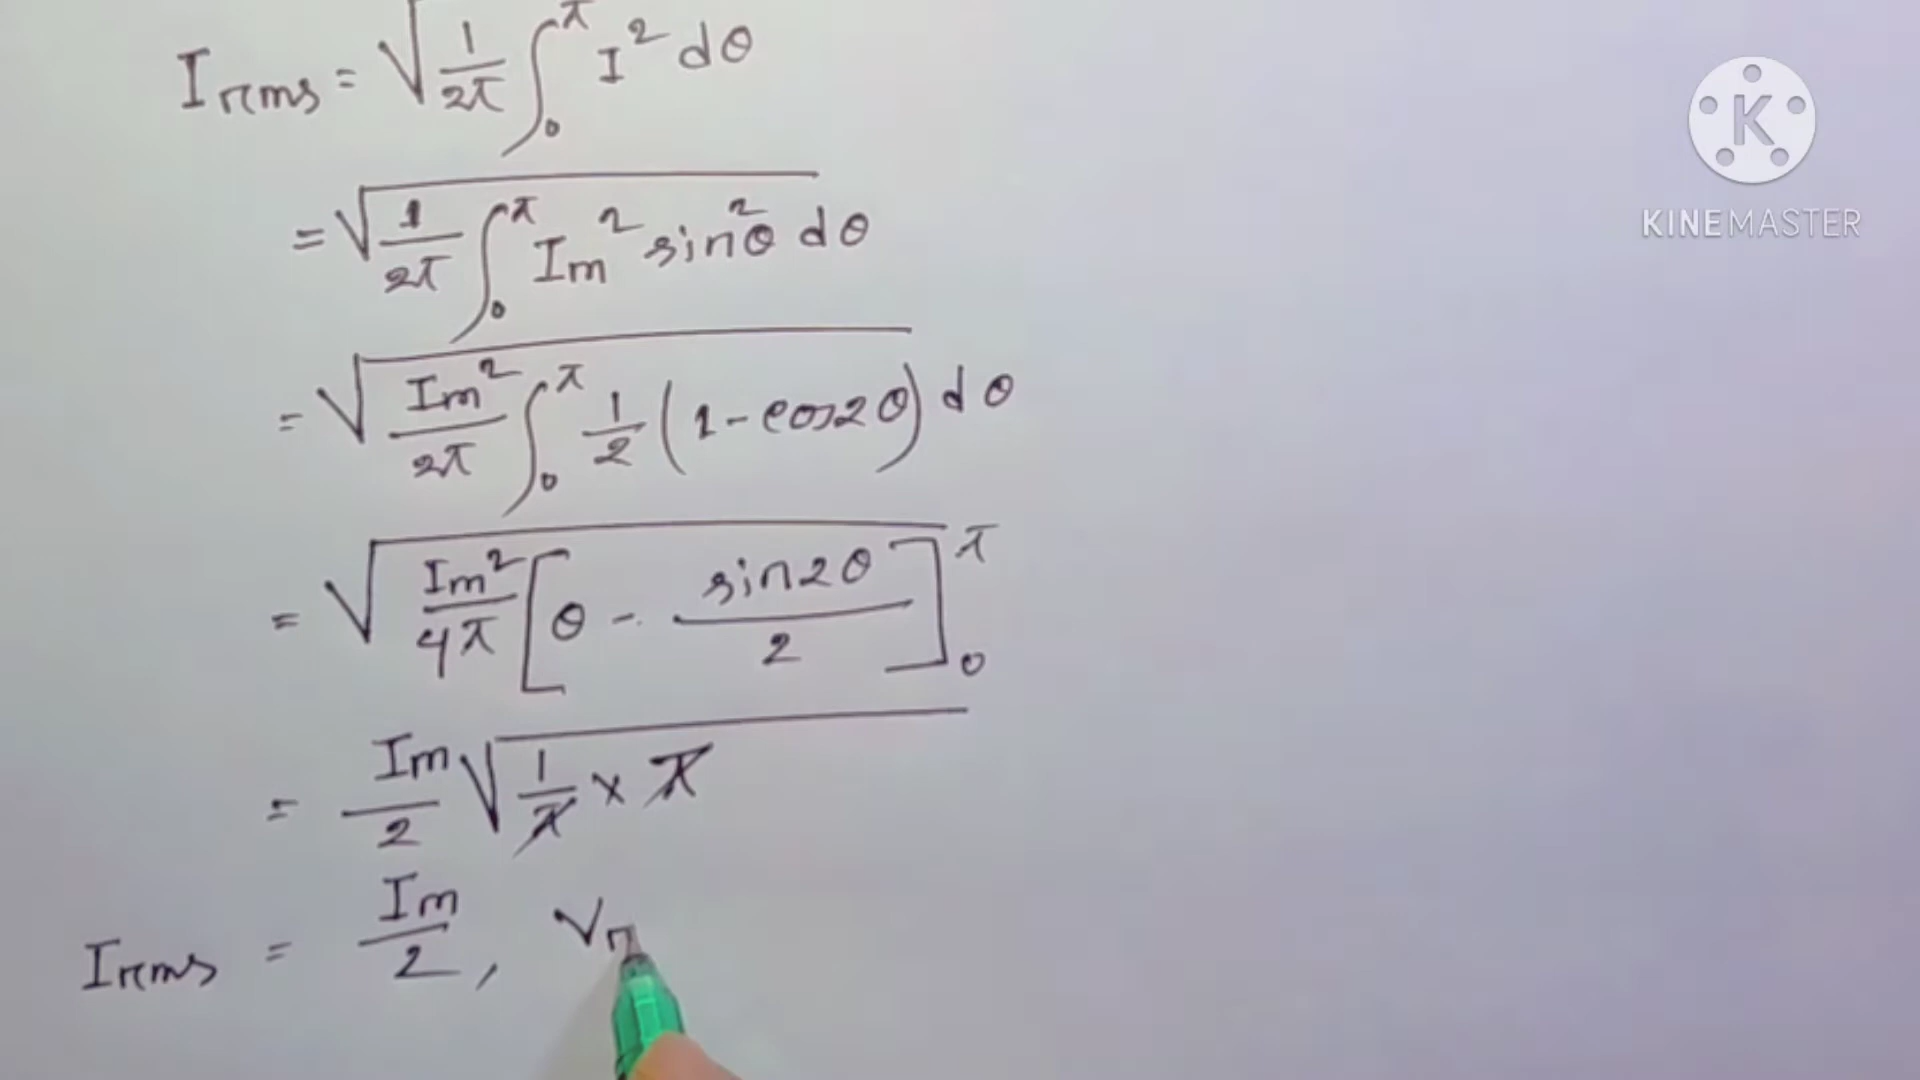 Irms = √1/2π ∫₀^π I² dθ
K
KINEMASTER
= √1/2π ∫₀^π Im² sin²θ dθ
= √Im²/2π ∫₀^π 1/2 (1 - cos2θ) dθ
= √Im²/4π [θ - sin2θ/2]₀^π
= Im/2 √1/π × π
Irms = Im/2, Vr